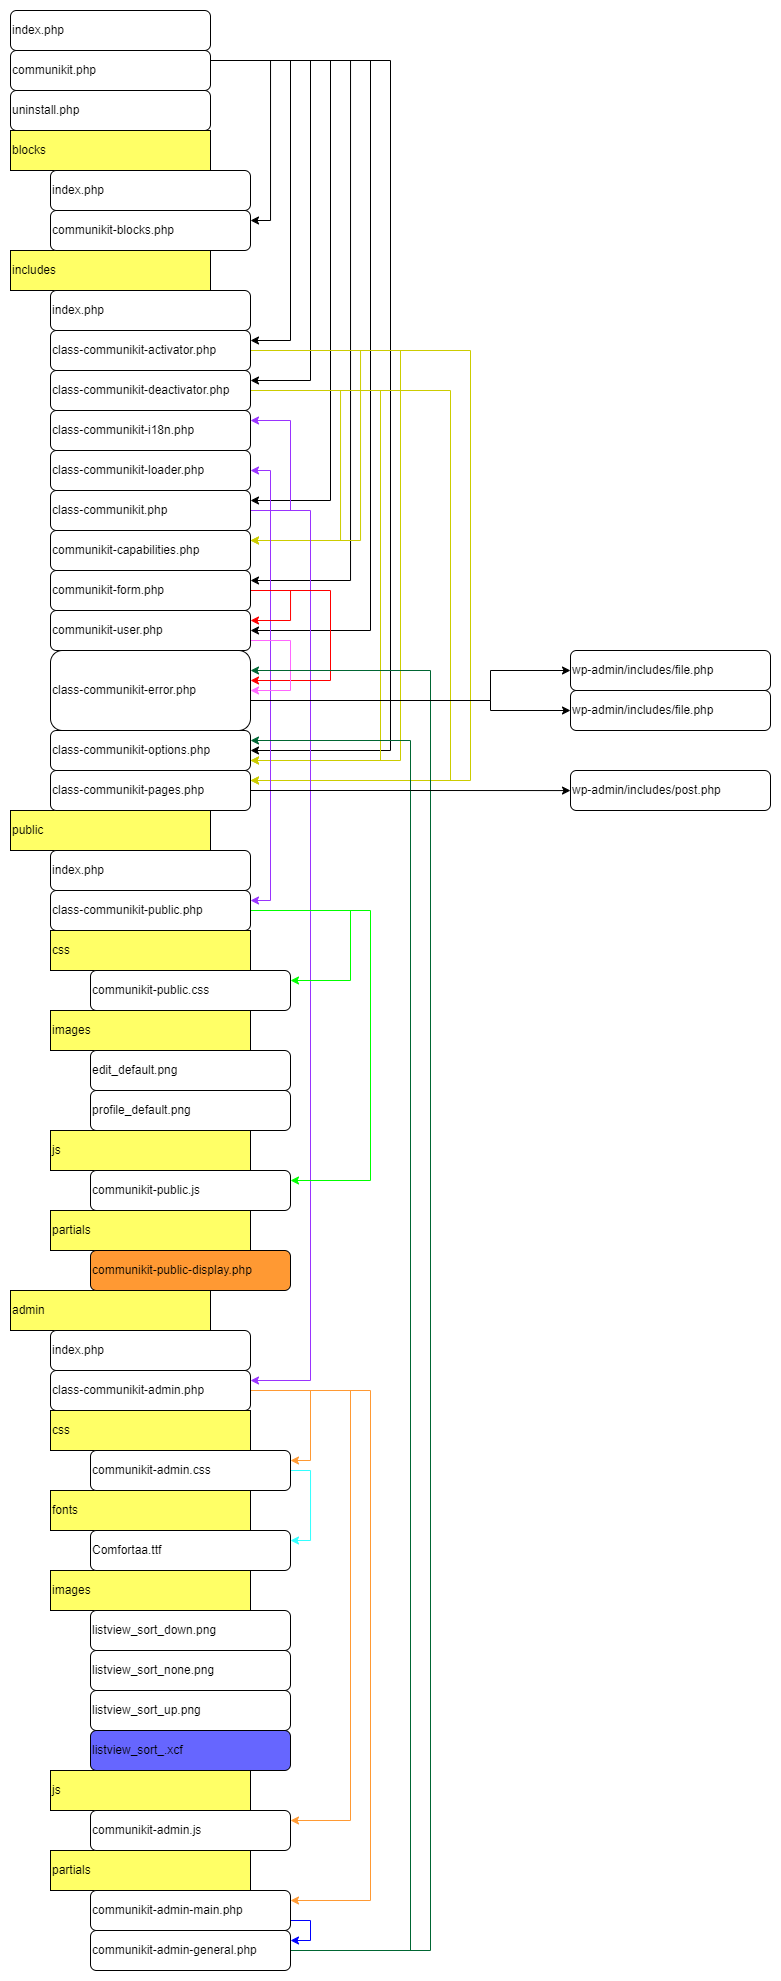 index.php
communikit.php
uninstall.php
blocks
index.php
communikit-blocks.php
includes
index.php
class-communikit-activator.php
class-communikit-deactivator.php
class-communikit-i18n.php
class-communikit-loader.php
class-communikit.php
communikit-capabilities.php
communikit-form.php
communikit-user.php
class-communikit-error.php
wp-admin/includes/file.php
wp-admin/includes/file.php
class-communikit-options.php
class-communikit-pages.php
wp-admin/includes/post.php
public
index.php
class-communikit-public.php
css
communikit-public.css
images
edit_default.png
profile_default.png
js
communikit-public.js
partials
communikit-public-display.php
admin
index.php
class-communikit-admin.php
css
communikit-admin.css
fonts
Comfortaa.ttf
images
listview_sort_down.png
listview_sort_none.png
listview_sort_up.png
listview_sort_.xcf
js
communikit-admin.js
partials
communikit-admin-main.php
communikit-admin-general.php